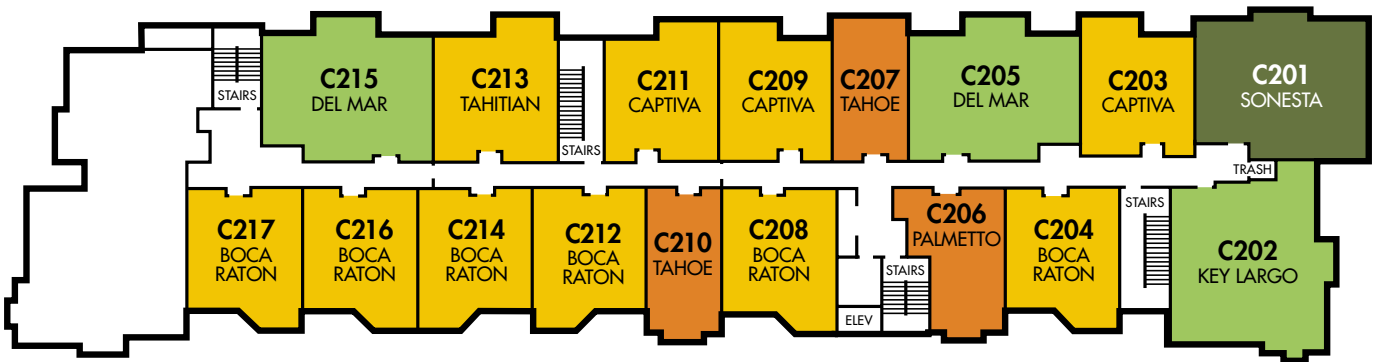 C215
DEL MAR
C213
TAHITIAN
C211
CAPTIVA
C209
CAPTIVA
C207
TAHOE
C205
DEL MAR
C203
CAPTIVA
C201
SONESTA
STAIRS
STAIRS
TRASH
C217
BOCA
RATON
C216
BOCA
RATON
C214
BOCA
RATON
C212
BOCA
RATON
C210
TAHOE
C208
BOCA
RATON
ELEV
STAIRS
C206
PALMETTO
C204
BOCA
RATON
STAIRS
C202
KEY LARGO